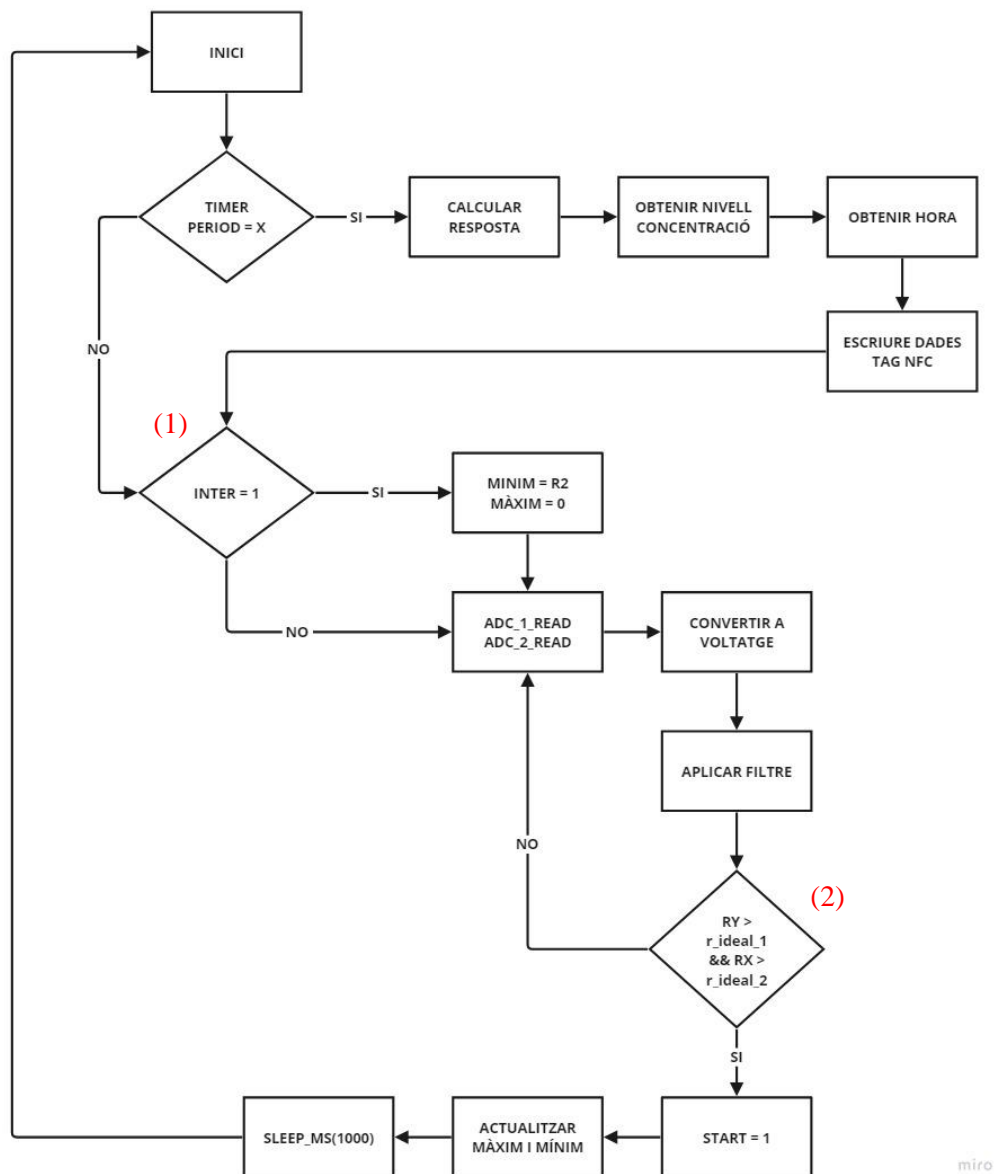 INICI
TIMER
PERIOD = X
SI
CALCULAR
RESPOSTA
OBTENIR NIVELL
CONCENTRACIÓ
OBTENIR HORA
NO
ESCRIURE DADES
TAG NFC
(1)
INTER = 1
SI
MINIM = R2
MÀXIM = 0
NO
ADC_1_READ
ADC_2_READ
CONVERTIR A
VOLTATGE
APLICAR FILTRE
NO
(2)
RY >
r_ideal_1
&& RX >
r_ideal_2
SI
START = 1
ACTUALITZAR
MÀXIM I MÍNIM
SLEEP_MS(1000)
miro